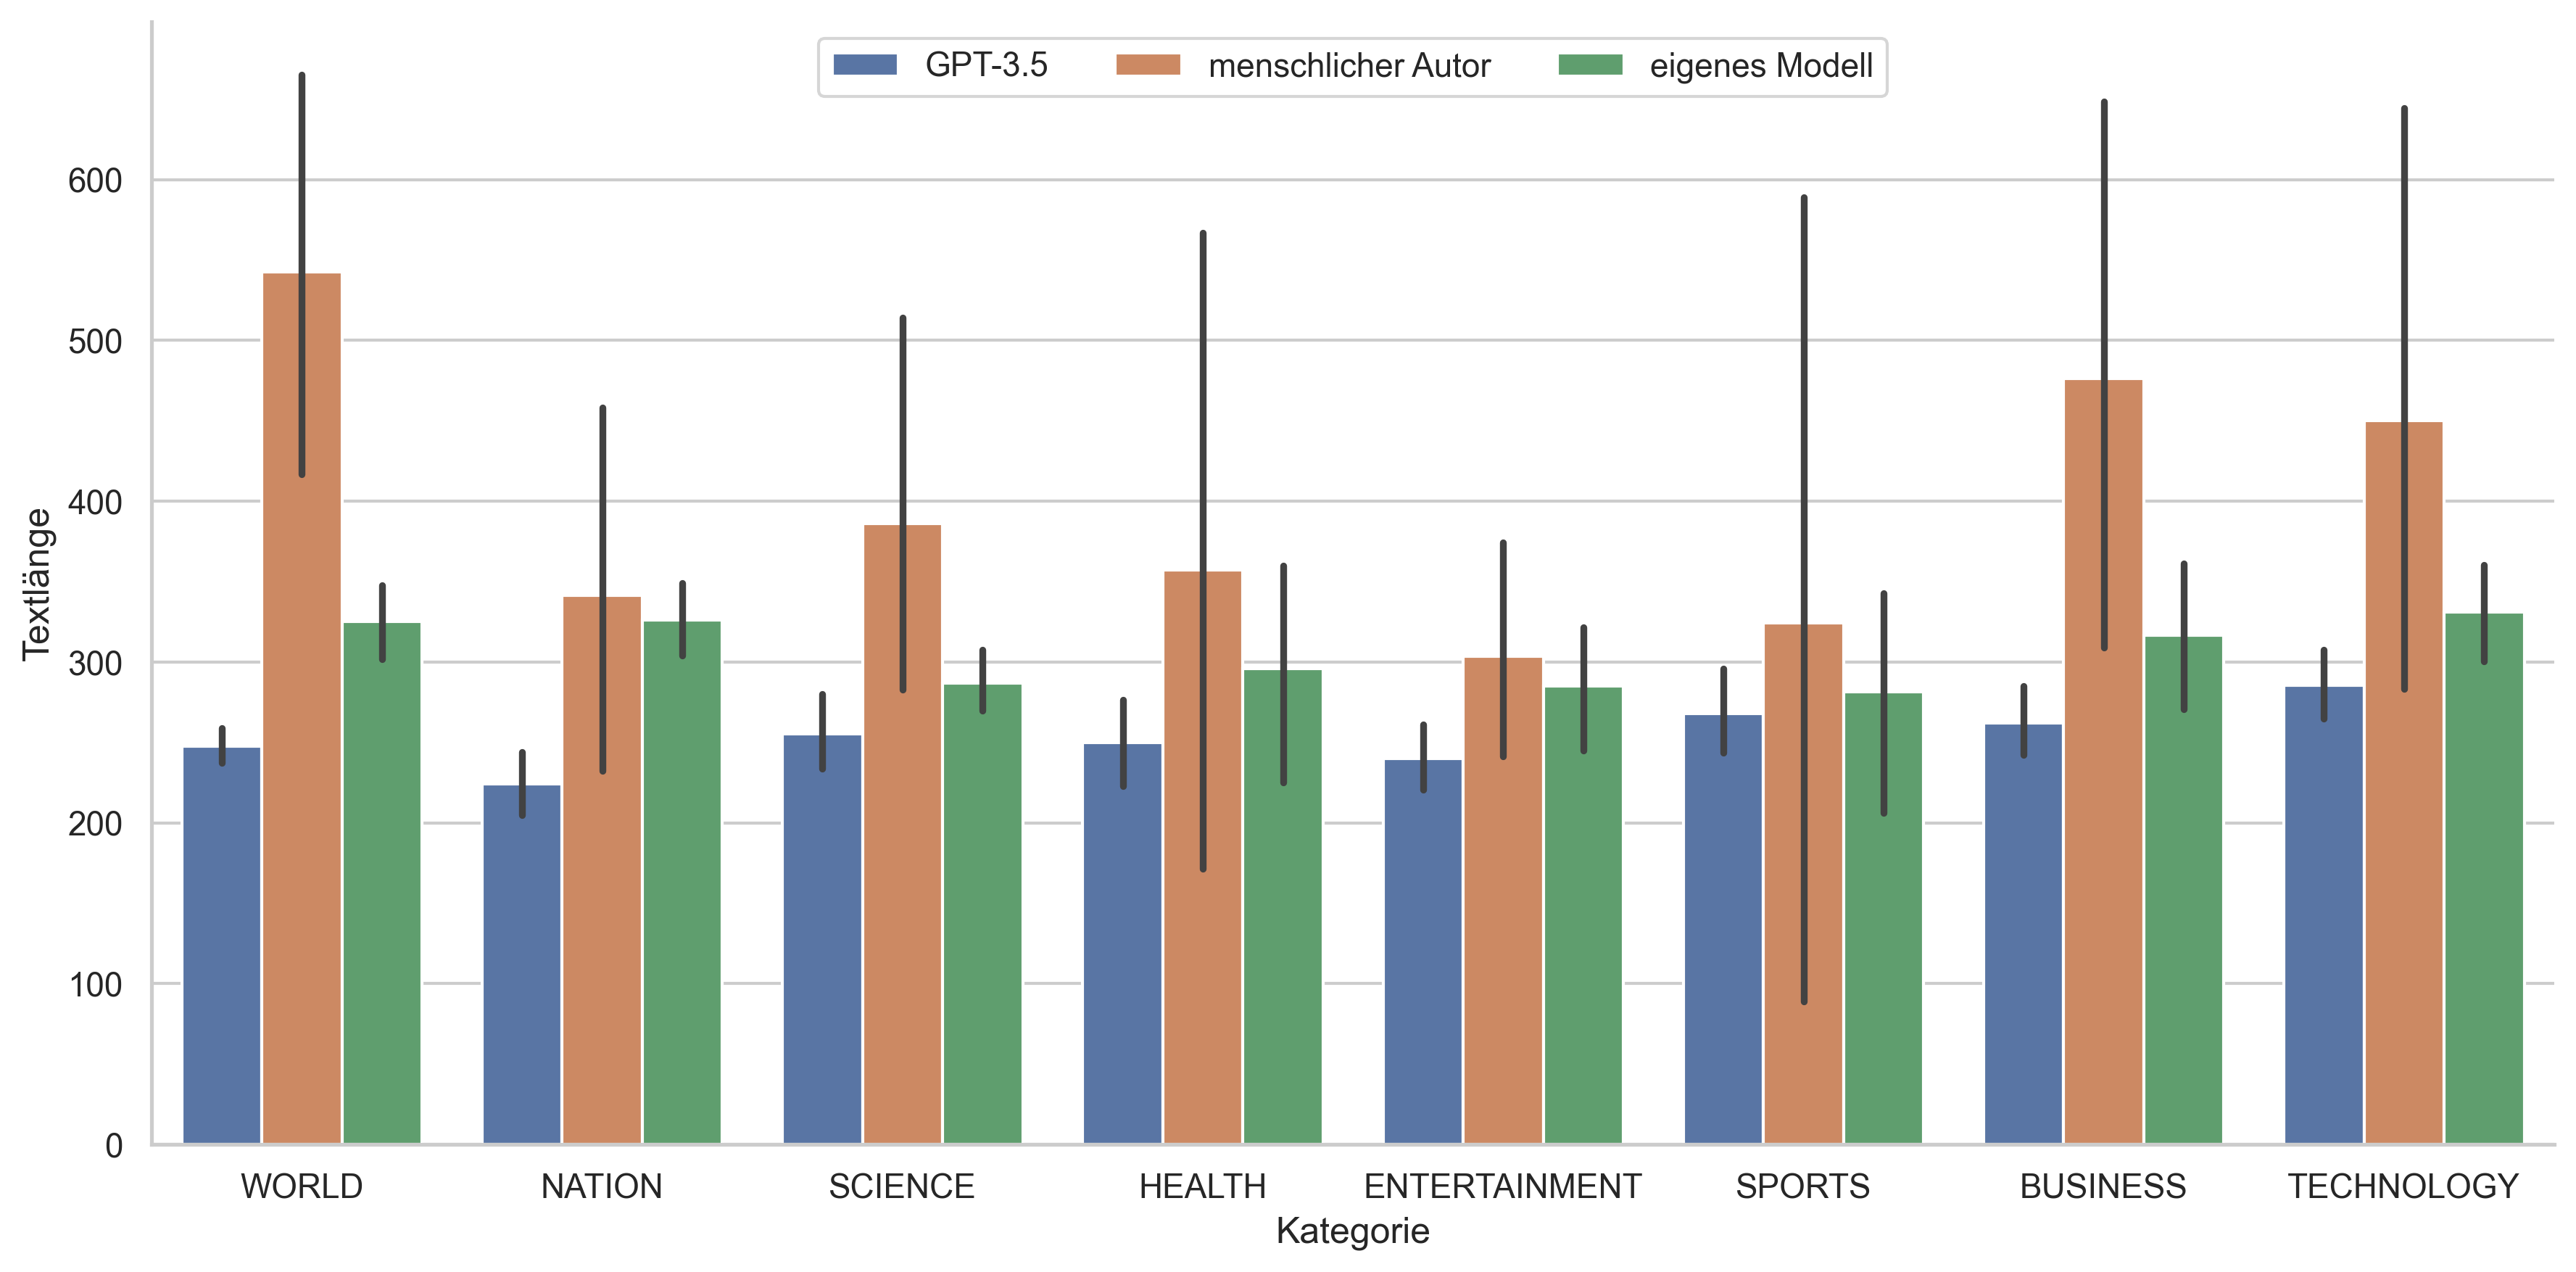 GPT-3.5 menschlicher Autor eigenes Modell
Textlänge
600
500
400
300
200
100
0
WORLD NATION SCIENCE HEALTH ENTERTAINMENT SPORTS BUSINESS TECHNOLOGY
Kategorie